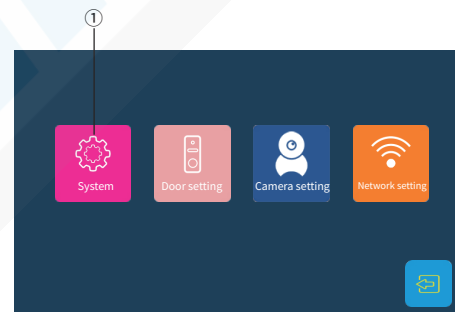 ①
System
Door setting
Camera setting
Network setting